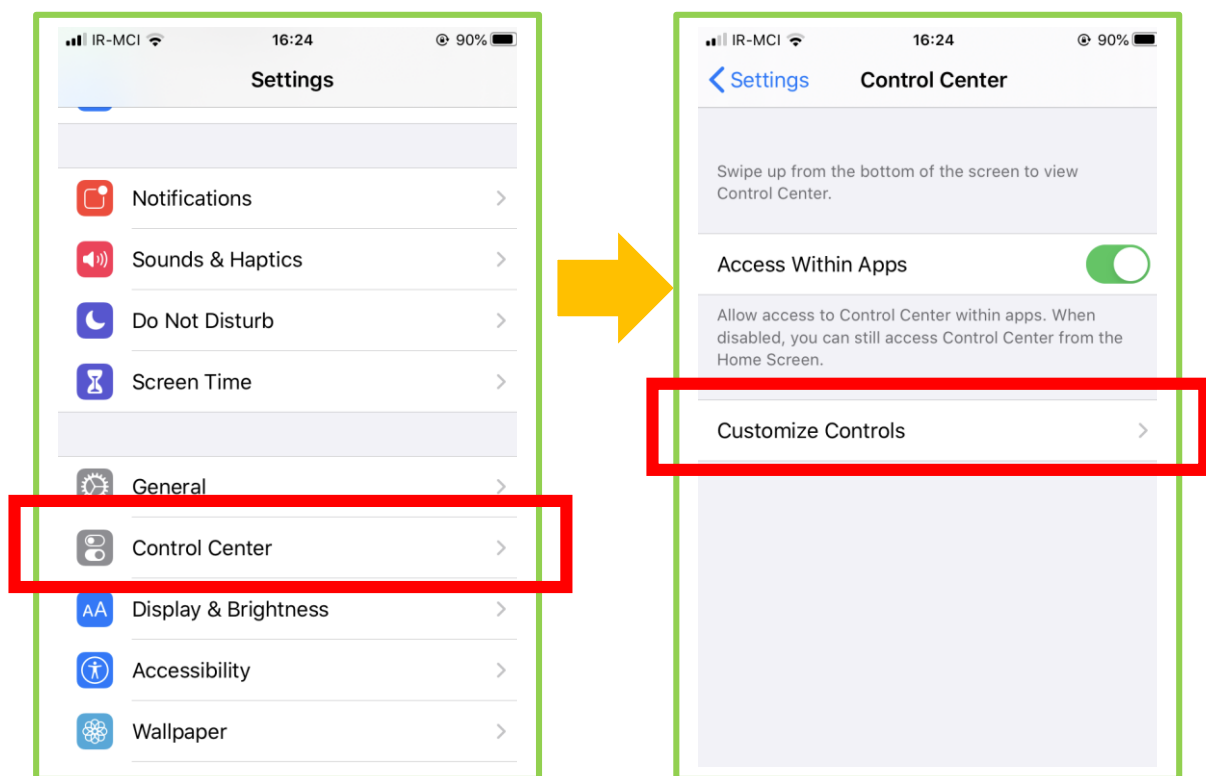 IR-MCI 16:24 90%
Settings
Notifications
Sounds & Haptics
Do Not Disturb
Screen Time
General
Control Center
AA Display & Brightness
Accessibility
Wallpaper
IR-MCI 16:24 90%
Settings Control Center
Swipe up from the bottom of the screen to view
Control Center.
Access Within Apps
Allow access to Control Center within apps. When
disabled, you can still access Control Center from the
Home Screen.
Customize Controls